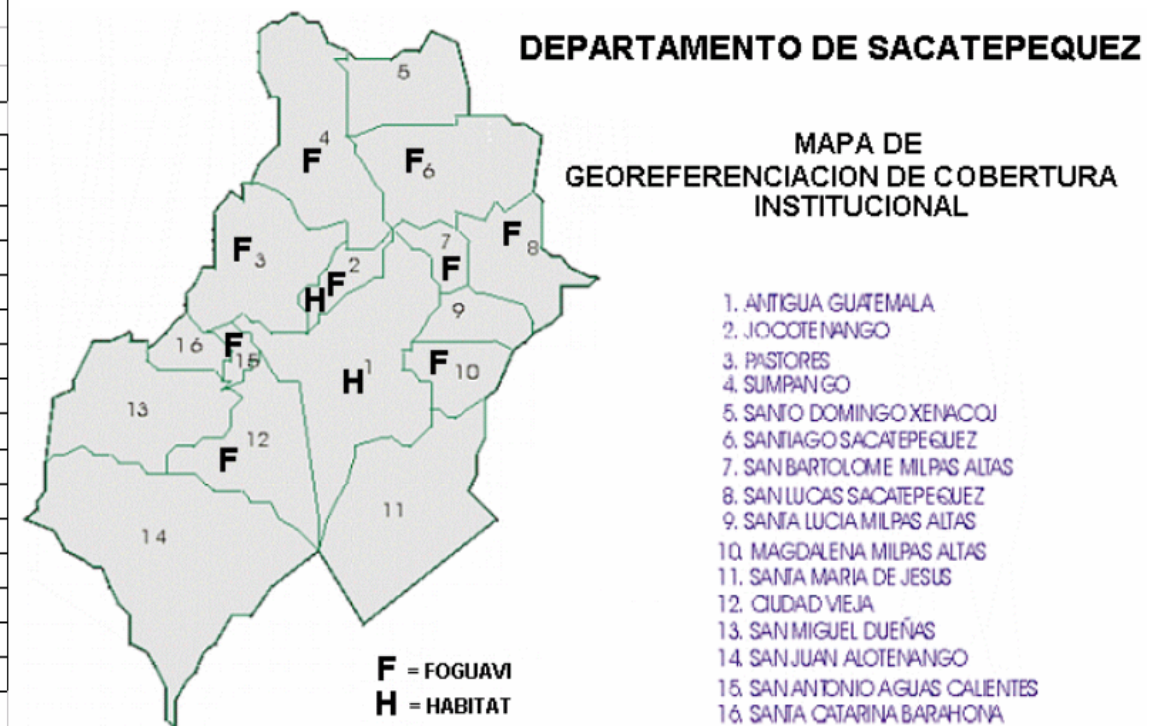 DEPARTAMENTO DE SACATEPEQUEZ
MAPA DE
GEOREFERENCIACION DE COBERTURA
INSTITUCIONAL
5
F 4
F 6
F 3
F 2
H
7
F
F 8
9
16
F
15
H 1
F 10
13
12
F
11
14
1. ANTIGUA GUATEMALA
2. JOCOTENANGO
3. PASTORES
4. SUMPANGO
5. SANTO DOMINGO XENACOJ
6. SANTIAGO SACATEPEQUEZ
7. SAN BARTOLOME MILPAS ALTAS
8. SAN LUCAS SACATEPEQUEZ
9. SANTA LUCIA MILPAS ALTAS
10. MAGDALENA MILPAS ALTAS
11. SANTA MARIA DE JESUS
12. CIUDAD VIEJA
13. SAN MIGUEL DUEÑAS
14. SAN JUAN ALOTENANGO
15. SAN ANTONIO AGUAS CALIENTES
16. SANTA CATARINA BARAHONA
F = FOGUAVI
H = HABITAT